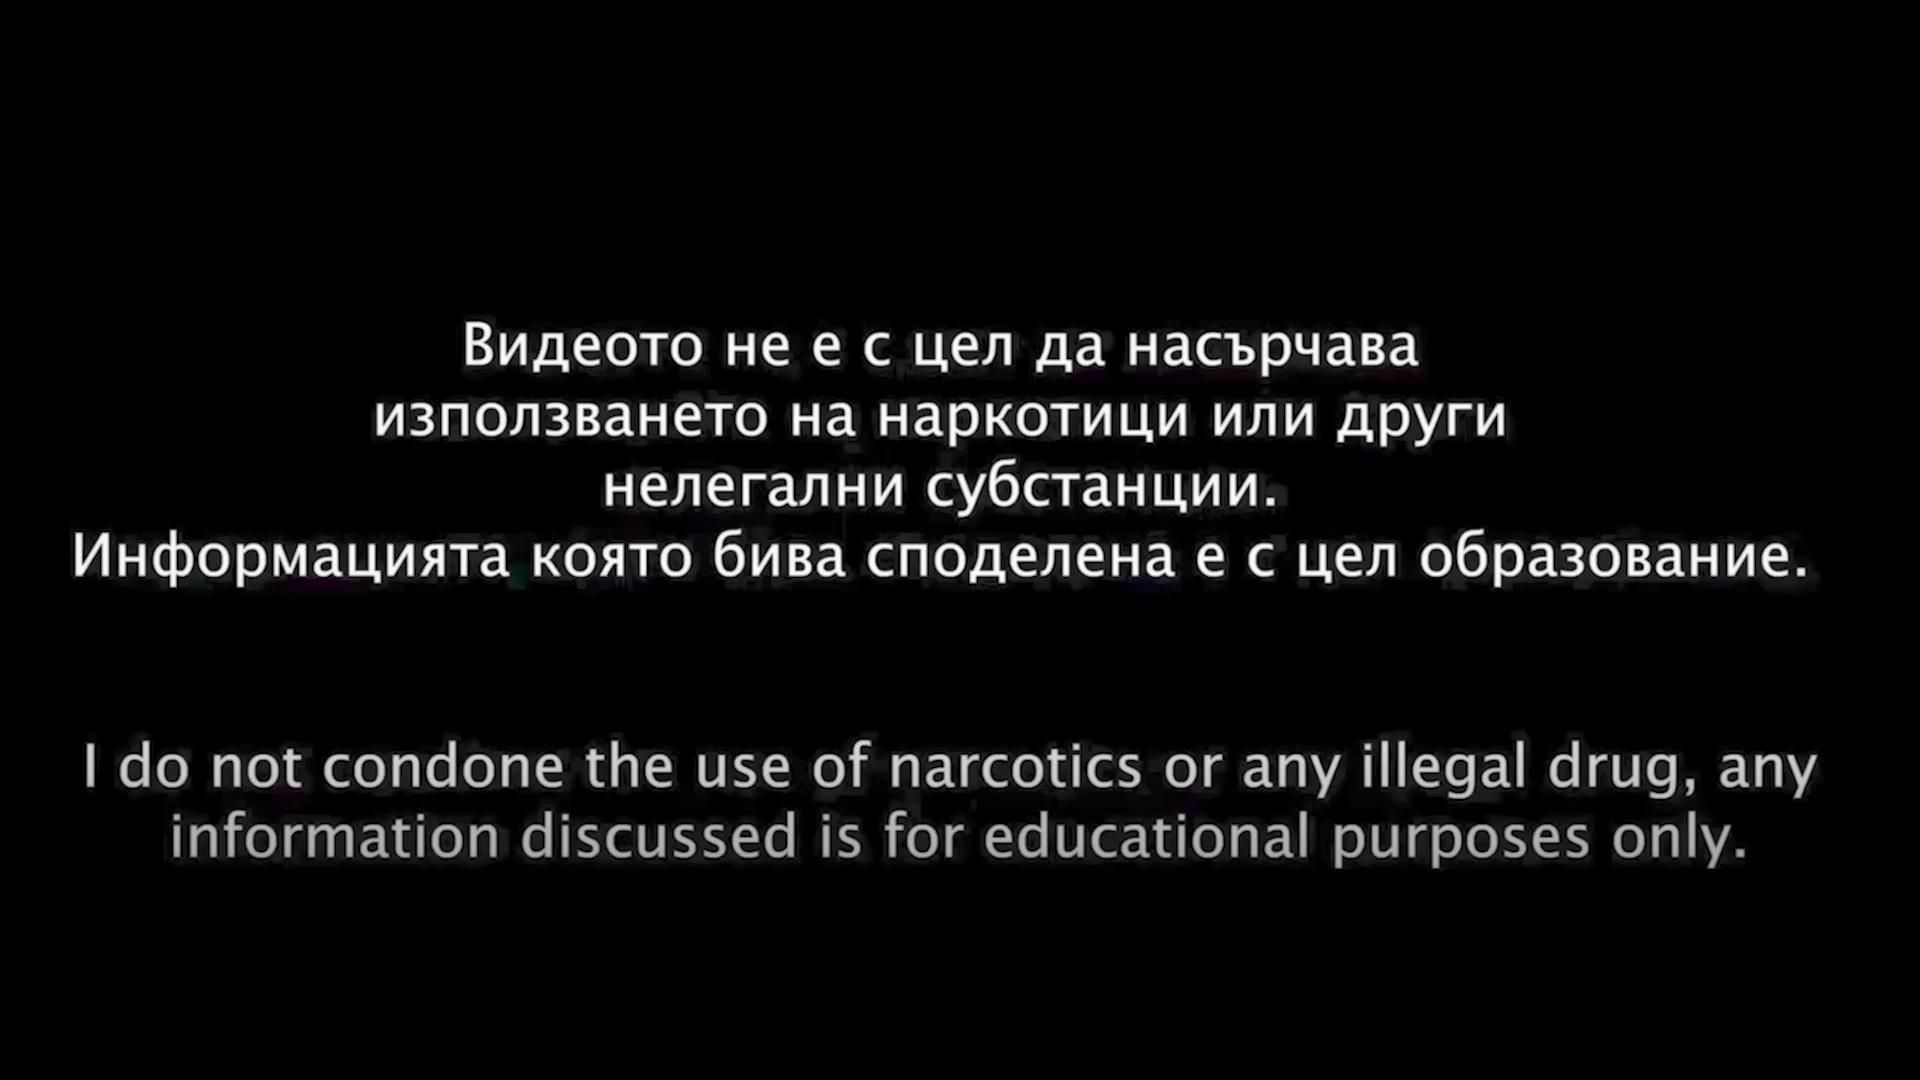 Видеото не е с цел да насърчава
използването на наркотици или други
нелегални субстанции.
Информацията която бива споделена е с цел образование.
I do not condone the use of narcotics or any illegal drug, any
information discussed is for educational purposes only.